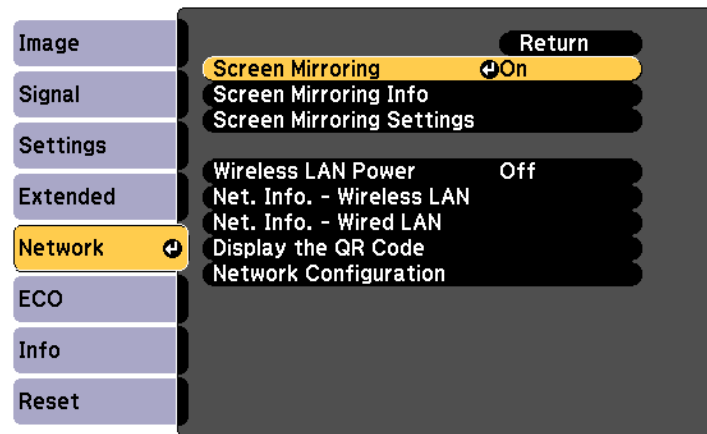 Image
Signal
Settings
Extended
Network
ECO
Info
Reset
Return
Screen Mirroring On
Screen Mirroring Info
Screen Mirroring Settings
Wireless LAN Power Off
Net. Info. - Wireless LAN
Net. Info. - Wired LAN
Display the QR Code
Network Configuration